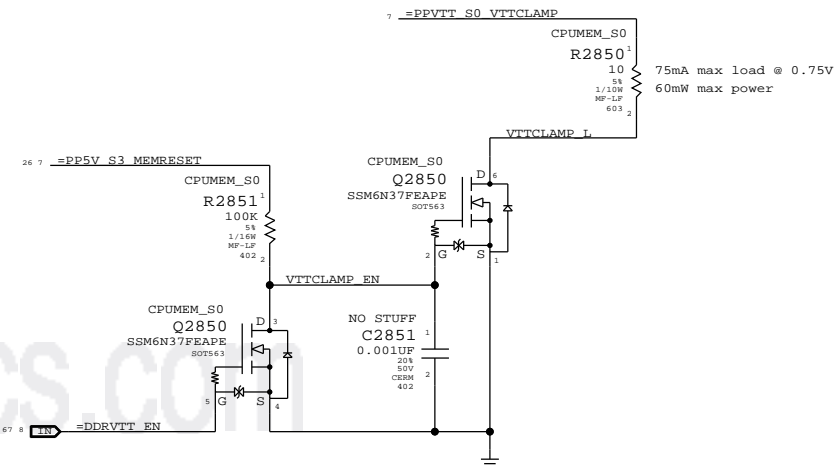 7 =PPVTT_S0_VTTCLAMP
CPUMEM_S0
R2850 1
10
5%
1/10W
MF-LF
603 2
75mA max load @ 0.75V
60mW max power
VTTCLAMP_L
26 7 =PP5V_S3_MEMRESET
CPUMEM_S0
R2851 1
100K
5%
1/16W
MF-LF
402 2
CPUMEM_S0
Q2850
SSM6N37FEAPE
SOT563
D 6
2 G S 1
VTTCLAMP_EN
CPUMEM_S0
Q2850
SSM6N37FEAPE
SOT563
D 3
5 G S 4
NO STUFF
C2851 1
0.001UF
20%
50V
CERM
402 2
67 8 IN =DDRVTT_EN
cs.com